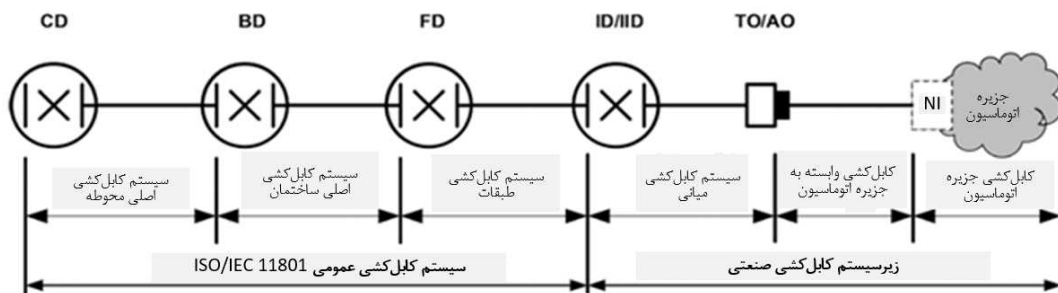 CD
BD
FD
ID/IID
TO/AO
NI
جزیره
اتوماسیون
سیستم کابل‌کشی
اصلی محوطه
سیستم کابل‌کشی
اصلی ساختمان
سیستم کابل‌کشی
طبقات
سیستم کابل‌کشی
میانی
کابل‌کشی وابسته به
جزیره اتوماسیون
کابل‌کشی جزیره
اتوماسیون
سیستم کابل‌کشی عمومی ISO/IEC 11801
زیرسیستم کابل‌کشی صنعتی